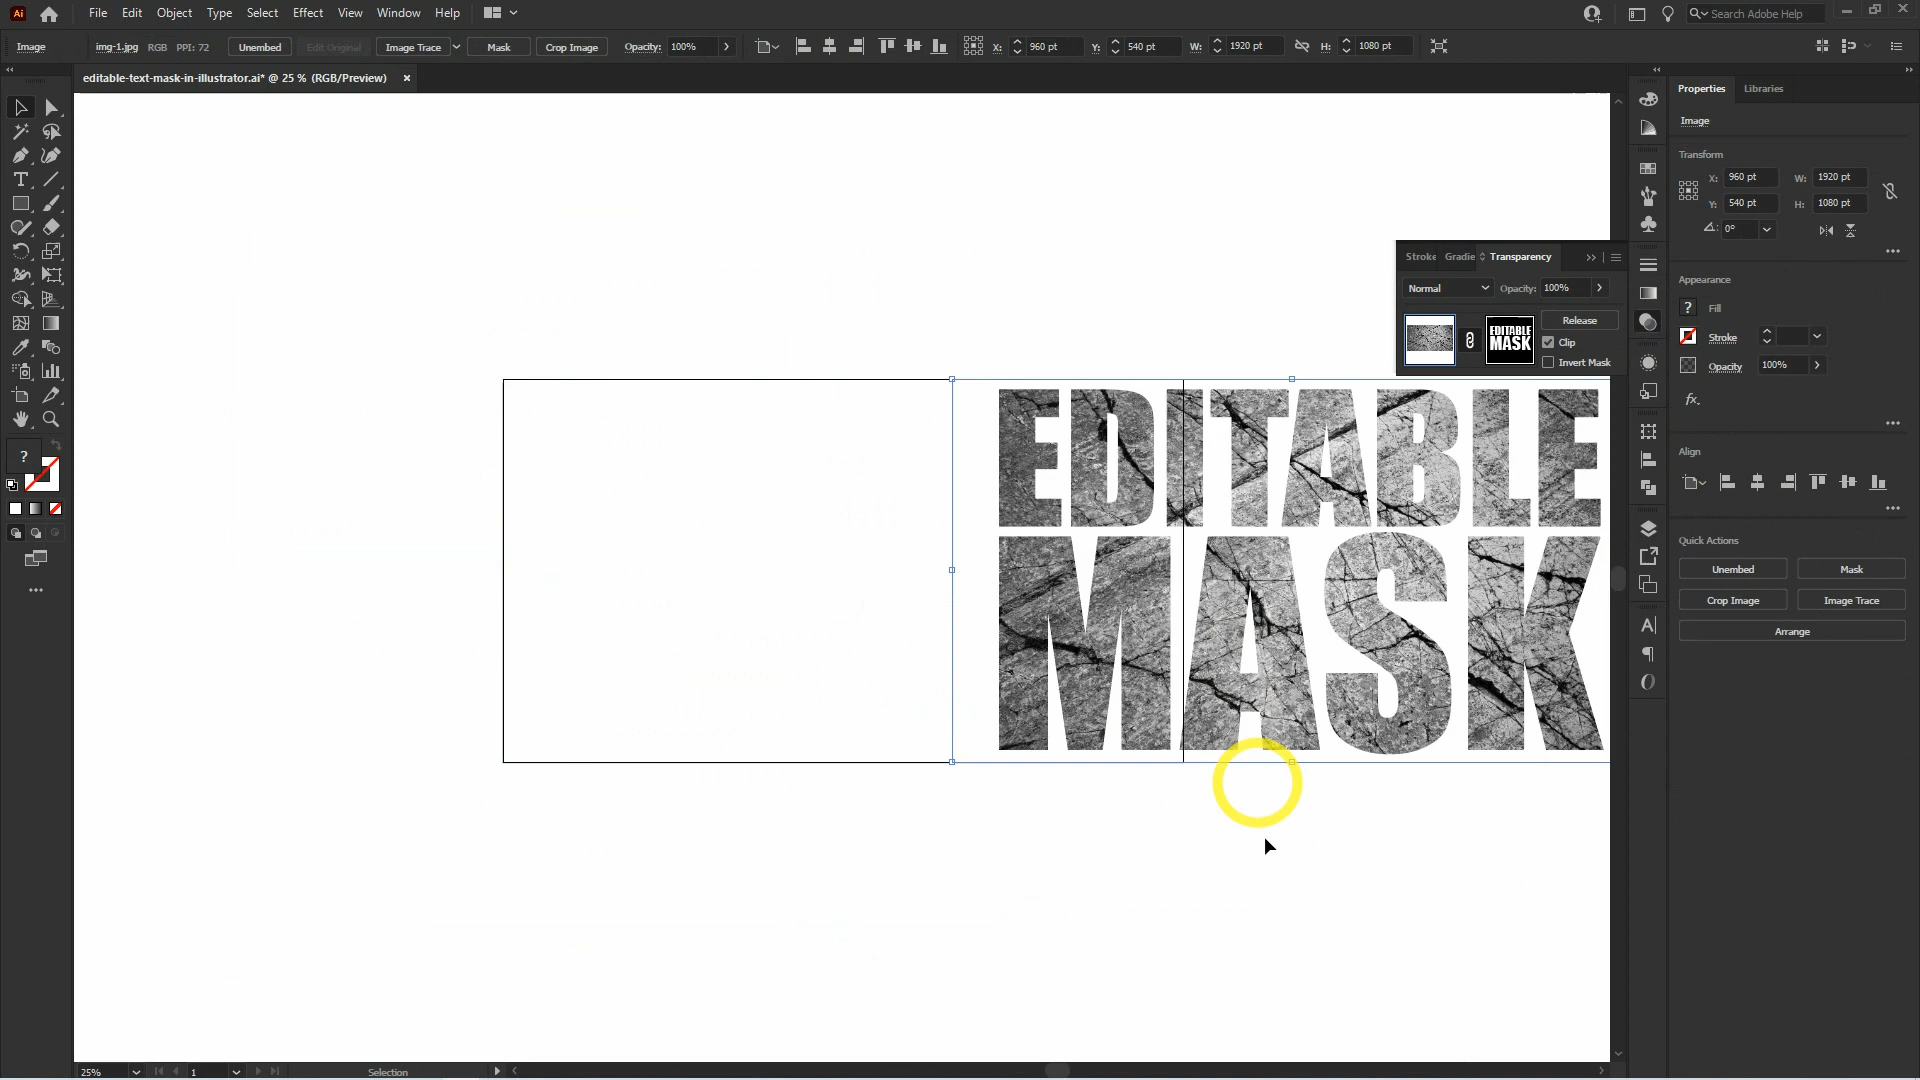 Ai File Edit Object Type Select Effect View Window Help Search Adobe Help
Image img-1.jpg RGB PPI: 72 Unembed Edit Original Image Trace Mask Crop Image Opacity: 100% X: 960 pt Y: 540 pt W: 1920 pt H: 1080 pt
editable-text-mask-in-illustrator.ai* @ 25 % (RGB/Preview) ×
Properties Libraries
Image
Transform
X: 960 pt W: 1920 pt
Y: 540 pt H: 1080 pt
0°
Stroke Gradie Transparency
Normal Opacity: 100%
Release
Clip
Invert Mask
EDITABLE
MASK
Appearance
? Fill
Stroke
Opacity 100%
fx.
Align
Quick Actions
Unembed Mask
Crop Image Image Trace
Arrange
EDITABLE
MASK
?
25% 1 Selection